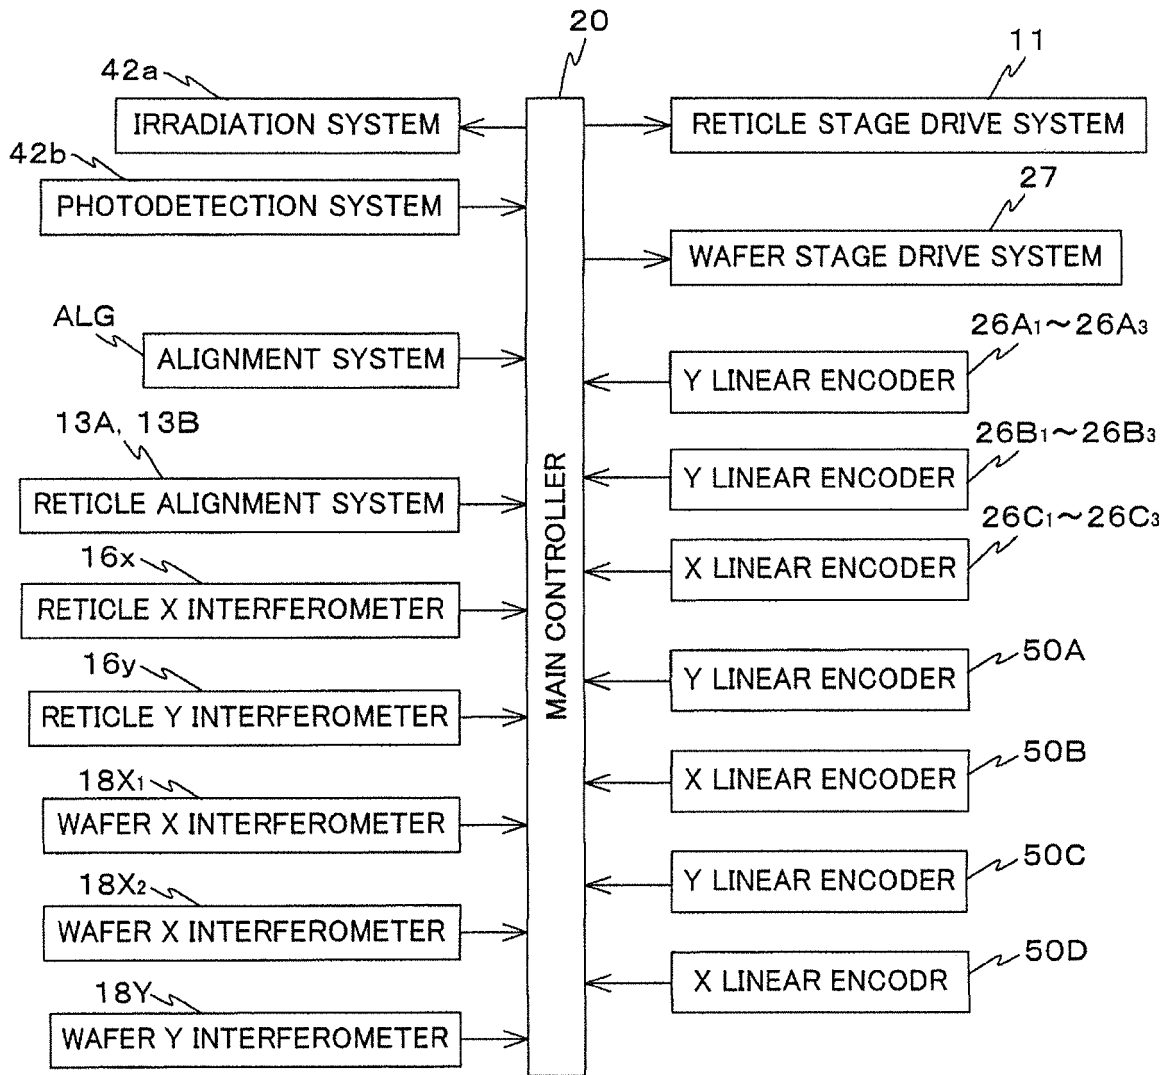 20
42a
IRRADIATION SYSTEM
42b
PHOTODETECTION SYSTEM
ALG
ALIGNMENT SYSTEM
13A, 13B
RETICLE ALIGNMENT SYSTEM
16x
RETICLE X INTERFEROMETER
16y
RETICLE Y INTERFEROMETER
18X1
WAFER X INTERFEROMETER
18X2
WAFER X INTERFEROMETER
18Y
WAFER Y INTERFEROMETER
MAIN CONTROLLER
11
RETICLE STAGE DRIVE SYSTEM
27
WAFER STAGE DRIVE SYSTEM
26A1～26A3
Y LINEAR ENCODER
26B1～26B3
Y LINEAR ENCODER
26C1～26C3
X LINEAR ENCODER
50A
Y LINEAR ENCODER
50B
X LINEAR ENCODER
50C
Y LINEAR ENCODER
50D
X LINEAR ENCODR